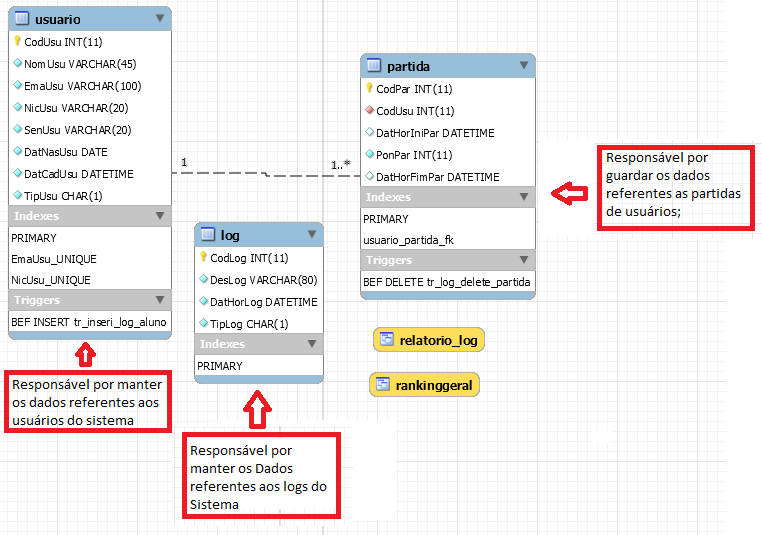 usuario
CodUsu INT(11)
NomUsu VARCHAR(45)
EmaUsu VARCHAR(100)
NicUsu VARCHAR(20)
SenUsu VARCHAR(20)
DatNasUsu DATE
DatCadUsu DATETIME
TipUsu CHAR(1)
Indexes
PRIMARY
EmaUsu_UNIQUE
NicUsu_UNIQUE
Triggers
BEF INSERT tr_inseri_log_aluno
Responsável por manter
os dados referentes aos
usuários do sistema
1
1..*
log
CodLog INT(11)
DesLog VARCHAR(80)
DatHorLog DATETIME
TipLog CHAR(1)
Indexes
PRIMARY
Responsável por
manter os Dados
referentes aos logs do
Sistema
partida
CodPar INT(11)
CodUsu INT(11)
DatHorIniPar DATETIME
PonPar INT(11)
DatHorFimPar DATETIME
Indexes
PRIMARY
usuario_partida_fk
Triggers
BEF DELETE tr_log_delete_partida
Responsável por
guardar os dados
referentes as partidas
de usuários;
relatorio_log
rankinggeral